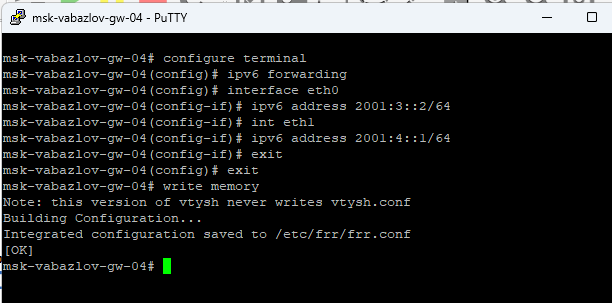 msk-vabazlov-gw-04 - PuTTY
msk-vabazlov-gw-04# configure terminal
msk-vabazlov-gw-04(config)# ipv6 forwarding
msk-vabazlov-gw-04(config)# interface eth0
msk-vabazlov-gw-04(config-if)# ipv6 address 2001:3::2/64
msk-vabazlov-gw-04(config-if)# int eth1
msk-vabazlov-gw-04(config-if)# ipv6 address 2001:4::1/64
msk-vabazlov-gw-04(config-if)# exit
msk-vabazlov-gw-04(config)# exit
msk-vabazlov-gw-04# write memory
Note: this version of vtysh never writes vtysh.conf
Building Configuration...
Integrated configuration saved to /etc/frr/frr.conf
[OK]
msk-vabazlov-gw-04#